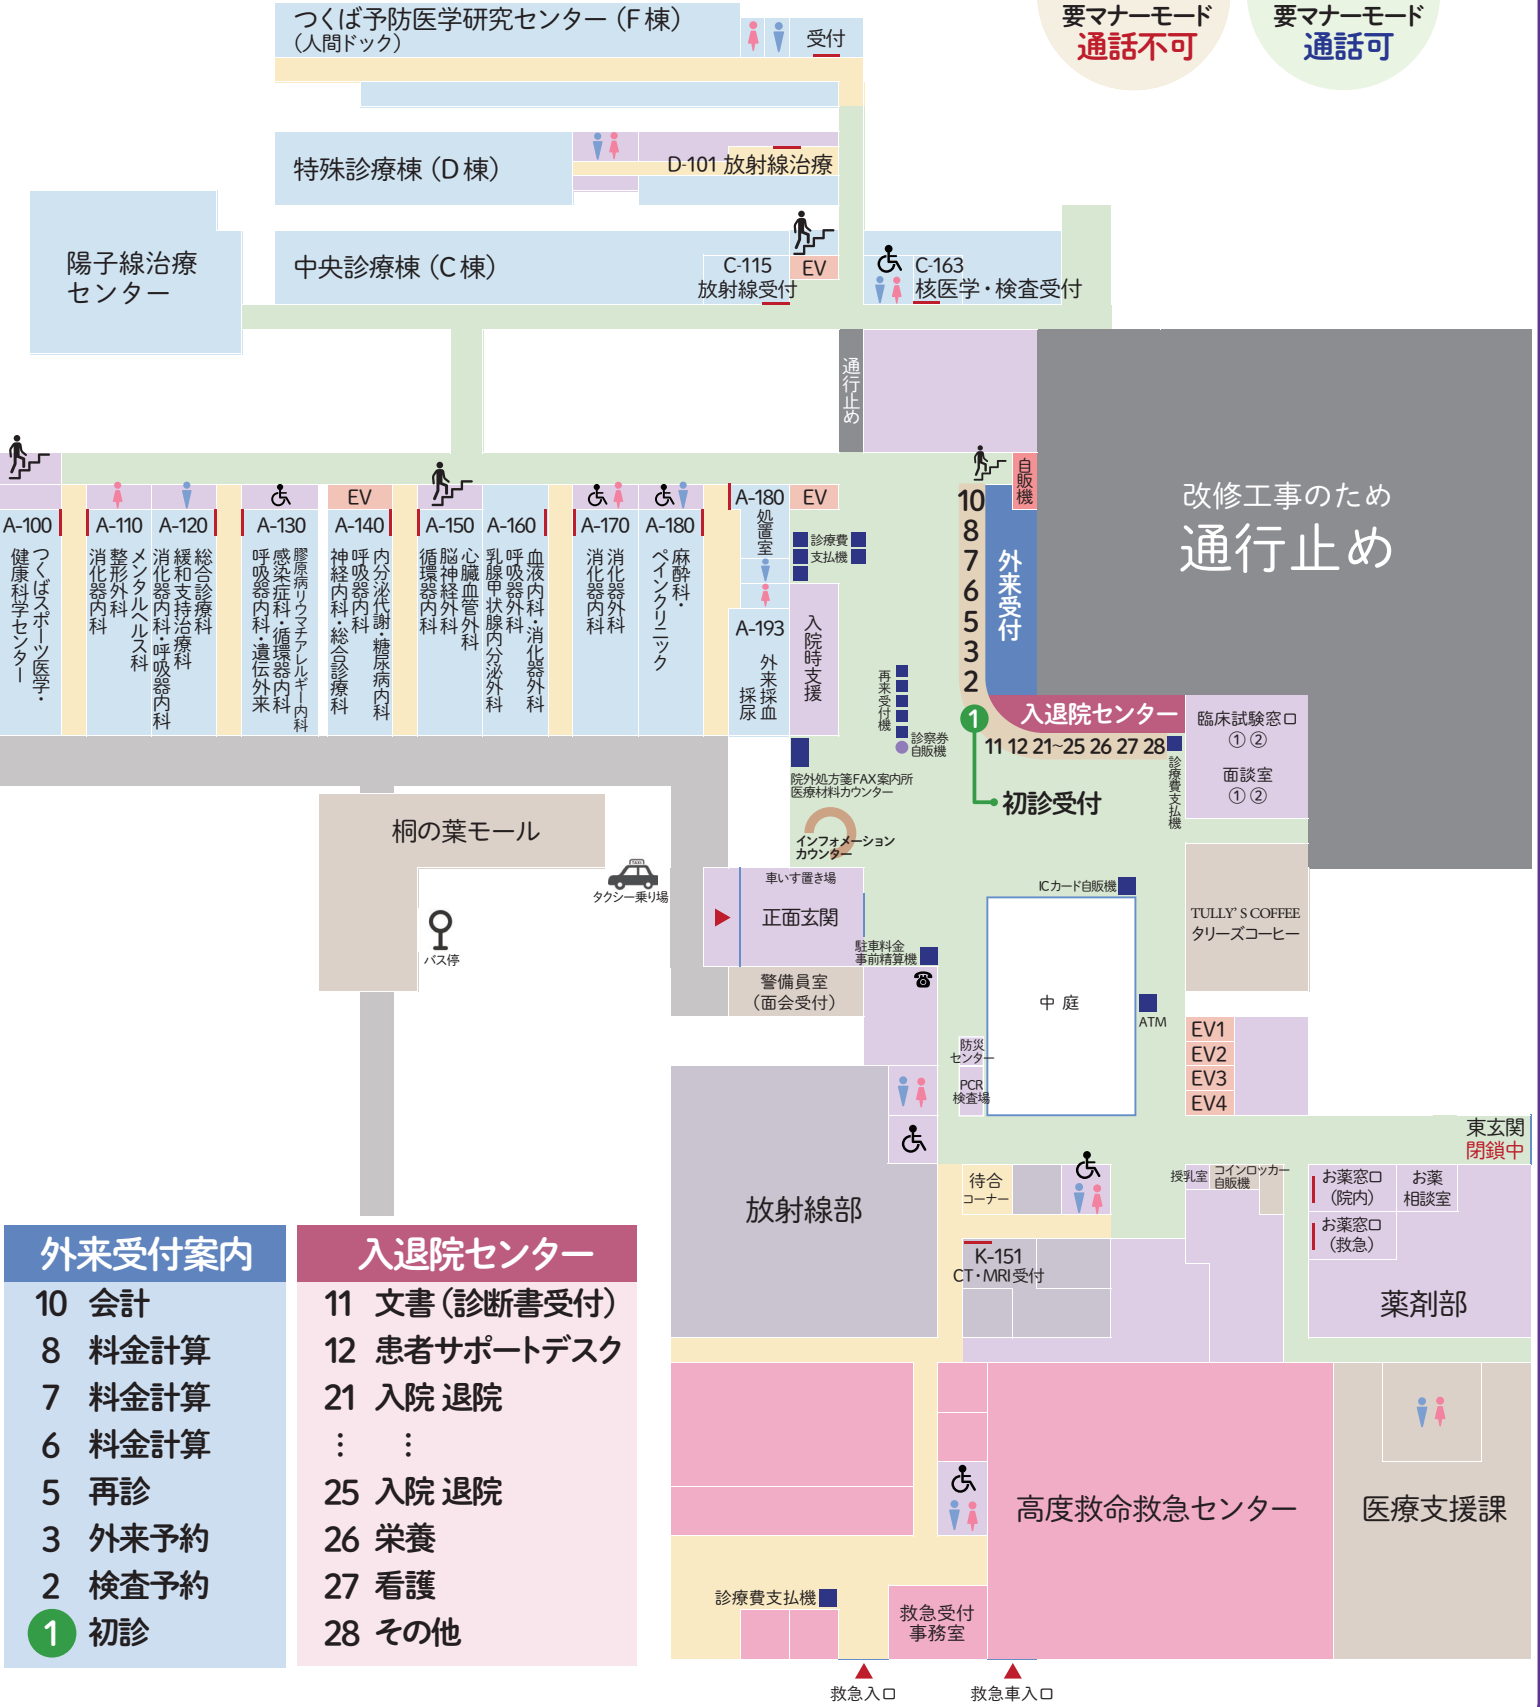 つくば予防医学研究センター（F棟）
（人間ドック）
受付
要マナーモード
通話不可
要マナーモード
通話可
特殊診療棟（D棟）
D-101 放射線治療
陽子線治療
センター
中央診療棟（C棟）
C-115
放射線受付
EV
C-163
核医学・検査受付
通行止め
改修工事のため
通行止め
自販機
A-100
つくばスポーツ医学・
健康科学センター
A-110
メンタルヘルス科
整形外科
消化器内科
A-120
総合診療科
緩和支持治療科
消化器内科・呼吸器内科
A-130
膠原病リウマチアレルギー内科
感染症科・循環器内科
呼吸器内科・遺伝外来
EV
A-140
内分泌代謝・糖尿病内科
呼吸器内科
神経内科・総合診療科
A-150
心臓血管外科
脳神経外科
循環器内科
A-160
血液内科・消化器外科
呼吸器外科
乳腺甲状腺内分泌外科
A-170
消化器外科
消化器内科
A-180
麻酔科・
ペインクリニック
A-180
処置室
EV
診療費
支払機
A-193
外来採血
採尿
入院時支援
10
8
7
6
5
3
2
外来受付
1
入退院センター
11 12 21~25 26 27 28
再来受付機
診察券
自販機
初診受付
診療費支払機
臨床試験窓口
① ②
面談室
① ②
院外処方箋FAX案内所
医療材料カウンター
インフォメーション
カウンター
桐の葉モール
TAXI
タクシー乗り場
バス停
車いす置き場
正面玄関
駐車料金
事前精算機
警備員室
（面会受付）
ICカード自販機
TULLY'S COFFEE
タリーズコーヒー
中庭
ATM
防災
センター
PCR
検査場
EV1
EV2
EV3
EV4
東玄関
閉鎖中
放射線部
待合
コーナー
授乳室
コインロッカー
自販機
お薬窓口
（院内）
お薬
相談室
お薬窓口
（救急）
薬剤部
K-151
CT・MRI受付
高度救命救急センター
医療支援課
診療費支払機
救急受付
事務室
救急入口
救急車入口
外来受付案内
10 会計
8 料金計算
7 料金計算
6 料金計算
5 再診
3 外来予約
2 検査予約
1 初診
入退院センター
11 文書（診断書受付）
12 患者サポートデスク
21 入院 退院
⋮ ⋮
25 入院 退院
26 栄養
27 看護
28 その他